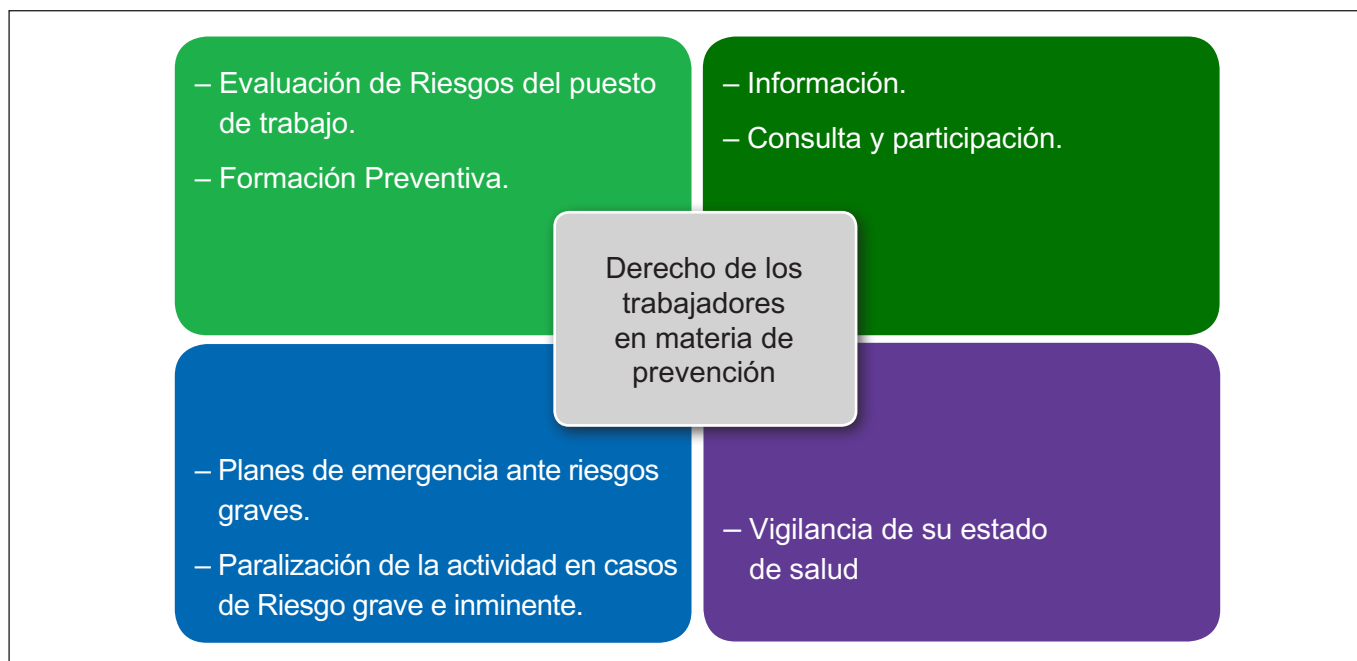 – Evaluación de Riesgos del puesto
de trabajo.
– Formación Preventiva.
– Información.
– Consulta y participación.
Derecho de los
trabajadores
en materia de
prevención
– Planes de emergencia ante riesgos
graves.
– Paralización de la actividad en casos
de Riesgo grave e inminente.
– Vigilancia de su estado
de salud